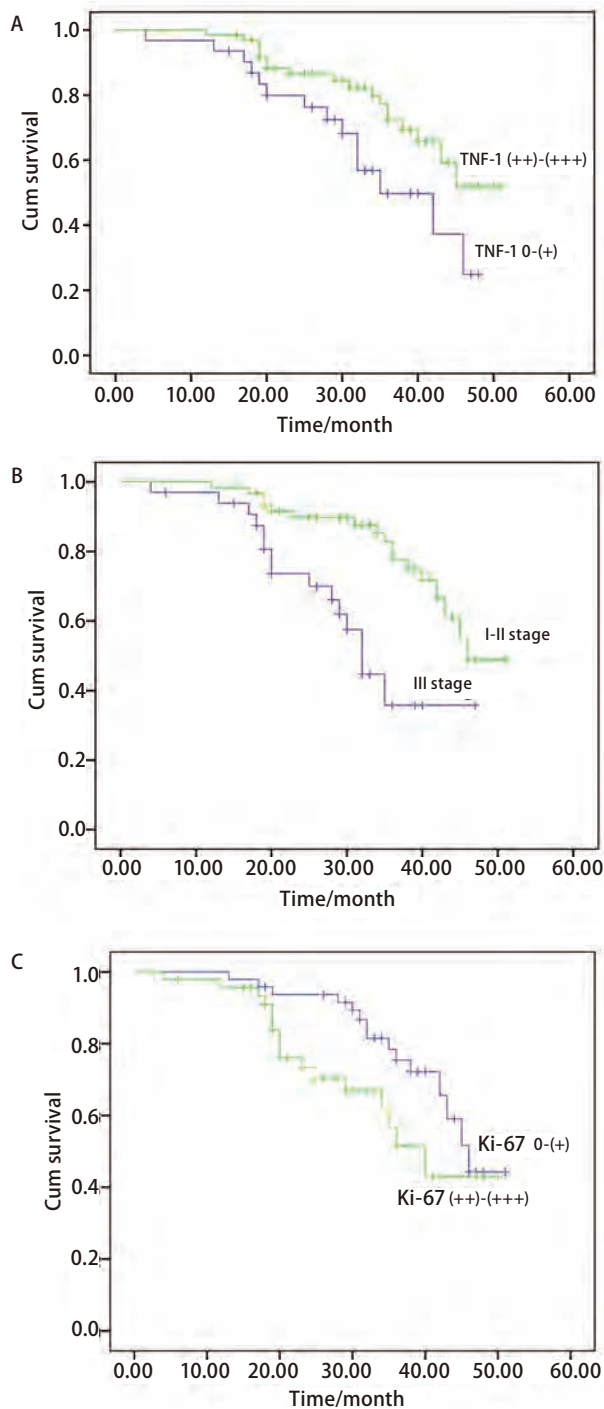 A
Cum survival
1.0
0.8
0.6
0.4
0.2
0.0
TNF-1 (++)-(+++)
TNF-1 0-(+)
0.00 10.00 20.00 30.00 40.00 50.00 60.00
Time/month
B
Cum survival
1.0
0.8
0.6
0.4
0.2
0.0
I-II stage
III stage
0.00 10.00 20.00 30.00 40.00 50.00 60.00
Time/month
C
Cum survival
1.0
0.8
0.6
0.4
0.2
0.0
Ki-67 0-(+)
Ki-67 (++)-(+++)
0.00 10.00 20.00 30.00 40.00 50.00 60.00
Time/month